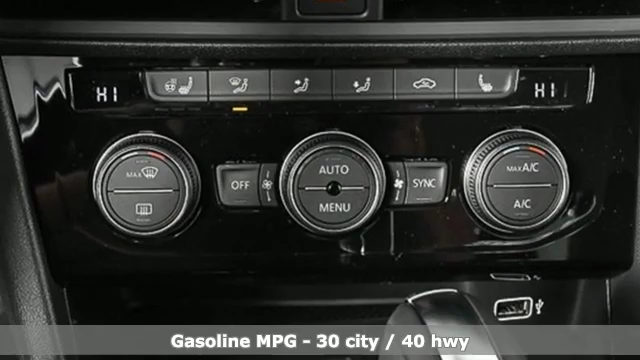 HI
HI
MAX
OFF
AUTO
MENU
SYNC
MAX A/C
A/C
Gasoline MPG - 30 city / 40 hwy